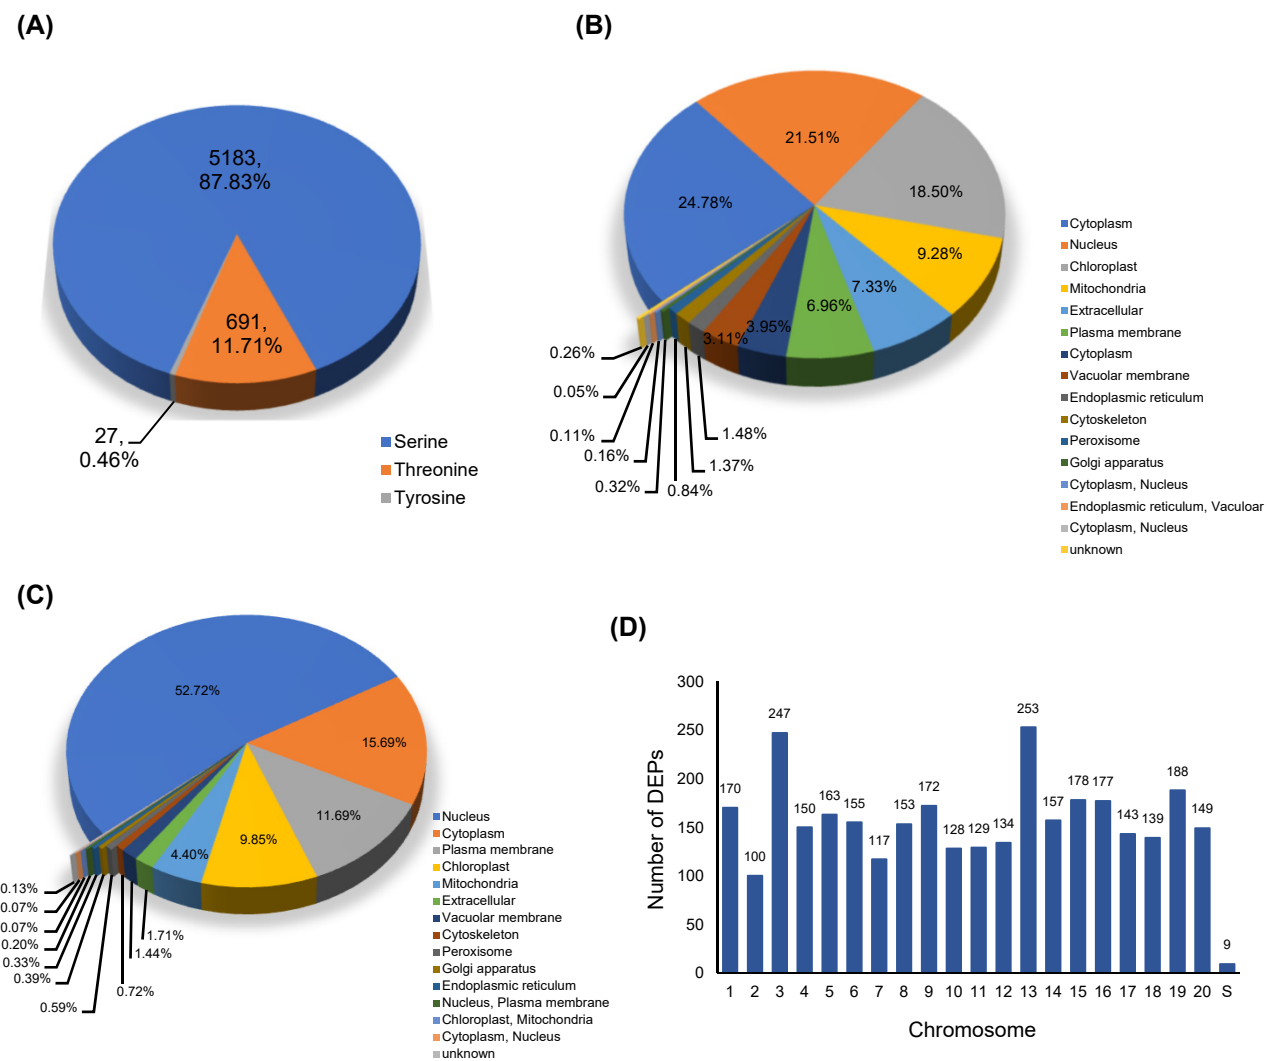 (A)
5183,
87.83%
691,
11.71%
27,
0.46%
Serine
Threonine
Tyrosine
(B)
21.51%
18.50%
24.78%
9.28%
7.33%
6.96%
3.95%
3.11%
0.26%
0.05%
0.11%
0.16%
0.32%
0.84%
1.37%
1.48%
Cytoplasm
Nucleus
Chloroplast
Mitochondria
Extracellular
Plasma membrane
Cytoplasm
Vacuolar membrane
Endoplasmic reticulum
Cytoskeleton
Peroxisome
Golgi apparatus
Cytoplasm, Nucleus
Endoplasmic reticulum, Vaculoar
Cytoplasm, Nucleus
unknown
(C)
52.72%
15.69%
11.69%
9.85%
4.40%
1.71%
1.44%
0.72%
0.59%
0.39%
0.33%
0.20%
0.07%
0.07%
0.13%
Nucleus
Cytoplasm
Plasma membrane
Chloroplast
Mitochondria
Extracellular
Vacuolar membrane
Cytoskeleton
Peroxisome
Golgi apparatus
Endoplasmic reticulum
Nucleus, Plasma membrane
Chloroplast, Mitochondria
Cytoplasm, Nucleus
unknown
(D)
Number of DEPs
300
250
200
150
100
50
0
170
100
247
150
163
155
117
153
172
128
129
134
253
157
178
177
143
139
188
149
9
1 2 3 4 5 6 7 8 9 10 11 12 13 14 15 16 17 18 19 20 S
Chromosome